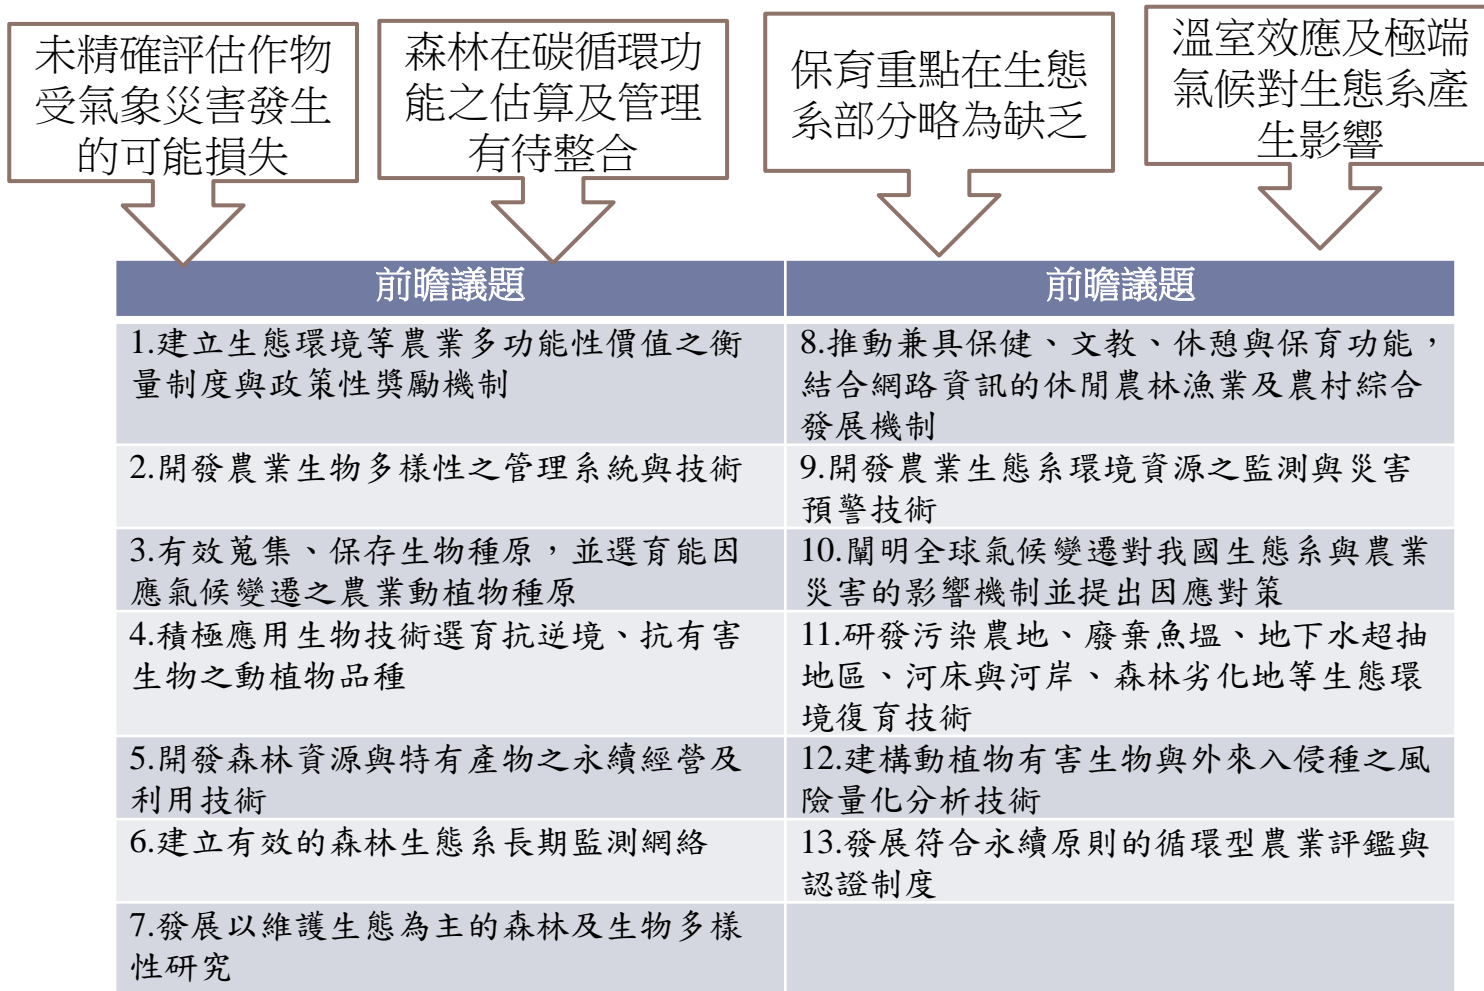 未精確評估作物
受氣象災害發生
的可能損失
森林在碳循環功
能之估算及管理
有待整合
保育重點在生態
系部分略為缺乏
溫室效應及極端
氣候對生態系產
生影響
前瞻議題
前瞻議題
1.建立生態環境等農業多功能性價值之衡
量制度與政策性獎勵機制
8.推動兼具保健、文教、休憩與保育功能，
結合網路資訊的休閒農林漁業及農村綜合
發展機制
2.開發農業生物多樣性之管理系統與技術
9.開發農業生態系環境資源之監測與災害
預警技術
3.有效蒐集、保存生物種原，並選育能因
應氣候變遷之農業動植物種原
10.闡明全球氣候變遷對我國生態系與農業
災害的影響機制並提出因應對策
4.積極應用生物技術選育抗逆境、抗有害
生物之動植物品種
11.研發污染農地、廢棄魚塭、地下水超抽
地區、河床與河岸、森林劣化地等生態環
境復育技術
5.開發森林資源與特有產物之永續經營及
利用技術
12.建構動植物有害生物與外來入侵種之風
險量化分析技術
6.建立有效的森林生態系長期監測網絡
13.發展符合永續原則的循環型農業評鑑與
認證制度
7.發展以維護生態為主的森林及生物多樣
性研究